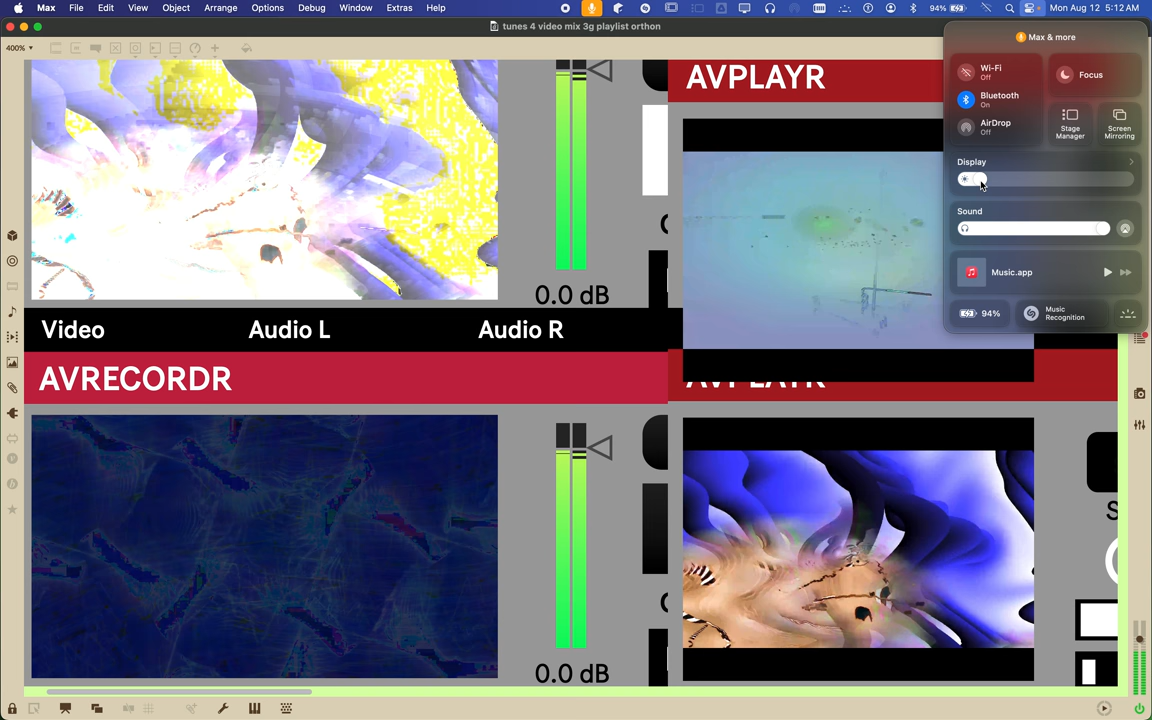 Max File Edit View Object Arrange Options Debug Window Extras Help 94% Mon Aug 12 5:12 AM
tunes 4 video mix 3g playlist orthon
400%
Max & more
Wi-Fi
Off
Focus
Bluetooth
On
AirDrop
Off
Stage
Manager
Screen
Mirroring
Display
Sound
Music.app
94%
Music
Recognition
AVPLAYR
0.0 dB
Video Audio L Audio R
AVRECORDR
AVPLAYR
0.0 dB